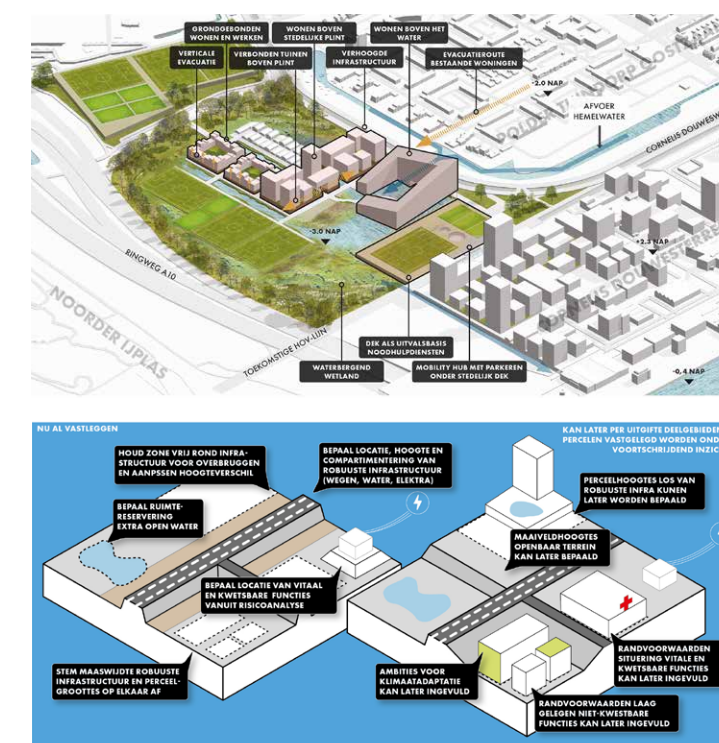 GRONDGEBONDEN
WONEN EN WERKEN
WONEN BOVEN
STEDELIJKE PLINT
WONEN BOVEN HET
WATER
VERTICALE
EVACUATIE
VERBONDEN TUINEN
BOVEN PLINT
VERHOOGDE
INFRASTRUCTUUR
EVACUATIEROUTE
BESTAANDE WONINGEN
-2.0 NAP
AFVOER
HEMELWATER
CORNELIS DOUWESW
-3.0 NAP
+2.3 NAP
RINGWEG A10
NOORDER IJPLAS
TOEKOMSTIGE HOV-LIJN
DEK ALS UITVALSBASIS
NOODHULPDIENSTEN
WATERBERGEND
WETLAND
MOBILITY HUB MET PARKEREN
ONDER STEDELIJK DEK
-0,4 NAP
NU AL VASTLEGGEN
HOUD ZONE VRIJ ROND INFRA-
STRUCTUUR VOOR OVERBRUGGEN
EN AANPSSEN HOOGTEVERSCHIL
BEPAAL LOCATIE, HOOGTE EN
COMPARTIMENTERING VAN
ROBUUSTE INFRASTRUCTUUR
(WEGEN, WATER, ELEKTRA)
BEPAAL RUIMTE-
RESERVERING
EXTRA OPEN WATER
BEPAAL LOCATIE VAN VITAAL
EN KWETSBARE FUNCTIES
VANUIT RISICOANALYSE
STEM MAASWIJDTE ROBUUSTE
INFRASTRUCTUUR EN PERCEEL-
GROOTTES OP ELKAAR AF
KAN LATER PER UITGIFTE DEELGEBIEDEN
PERCELEN VASTGELEGD WORDEN OND
VOORTSCHRIJDEND INZIC
PERCEELHOOGTES LOS VAN
ROBUUSTE INFRA KUNEN
LATER WORDEN BEPAALD
MAAIVELDHOOGTES
OPENBAAR TERREIN
KAN LATER BEPAALD
AMBITIES VOOR
KLIMAATADAPTATIE
KAN LATER INGEVULD
RANDVOORWAARDEN
SITUERING VITALE EN
KWETSBARE FUNCTIES
KAN LATER INGEVULD
RANDVOORWAARDEN LAAG
GELEGEN NIET-KWESTBARE
FUNCTIES KAN LATER INGEVULD